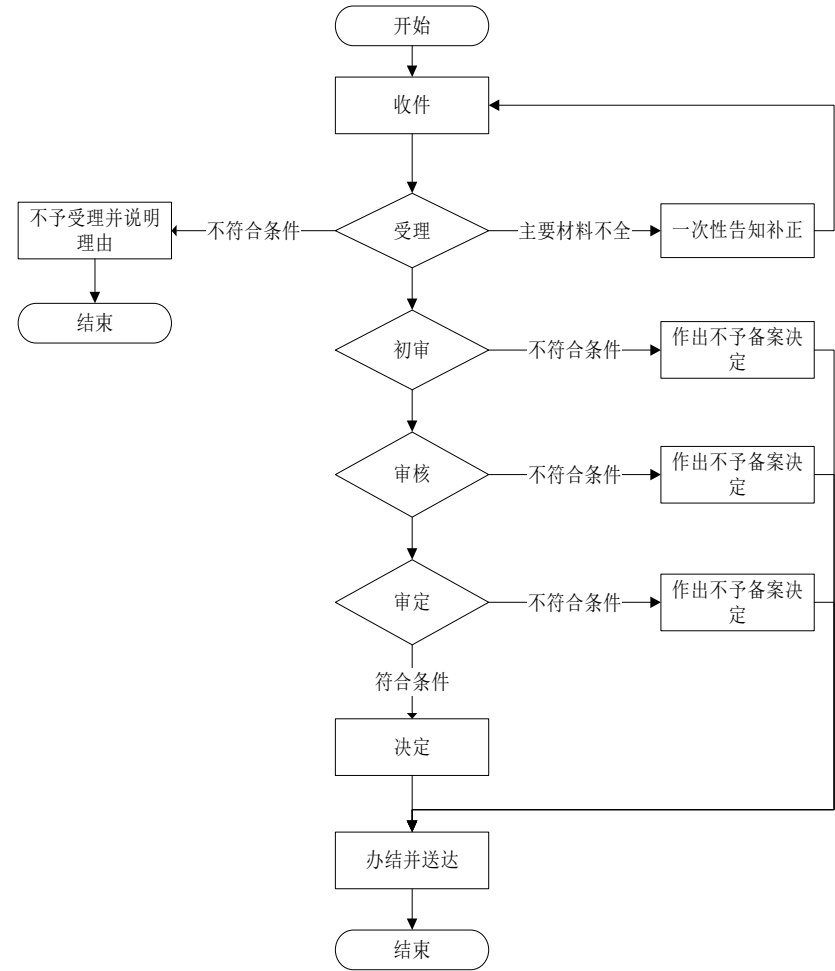 开始
收件
不予受理并说明
理由
不符合条件
受理
主要材料不全
一次性告知补正
结束
初审
不符合条件
作出不予备案决
定
审核
不符合条件
作出不予备案决
定
审定
不符合条件
作出不予备案决
定
符合条件
决定
办结并送达
结束